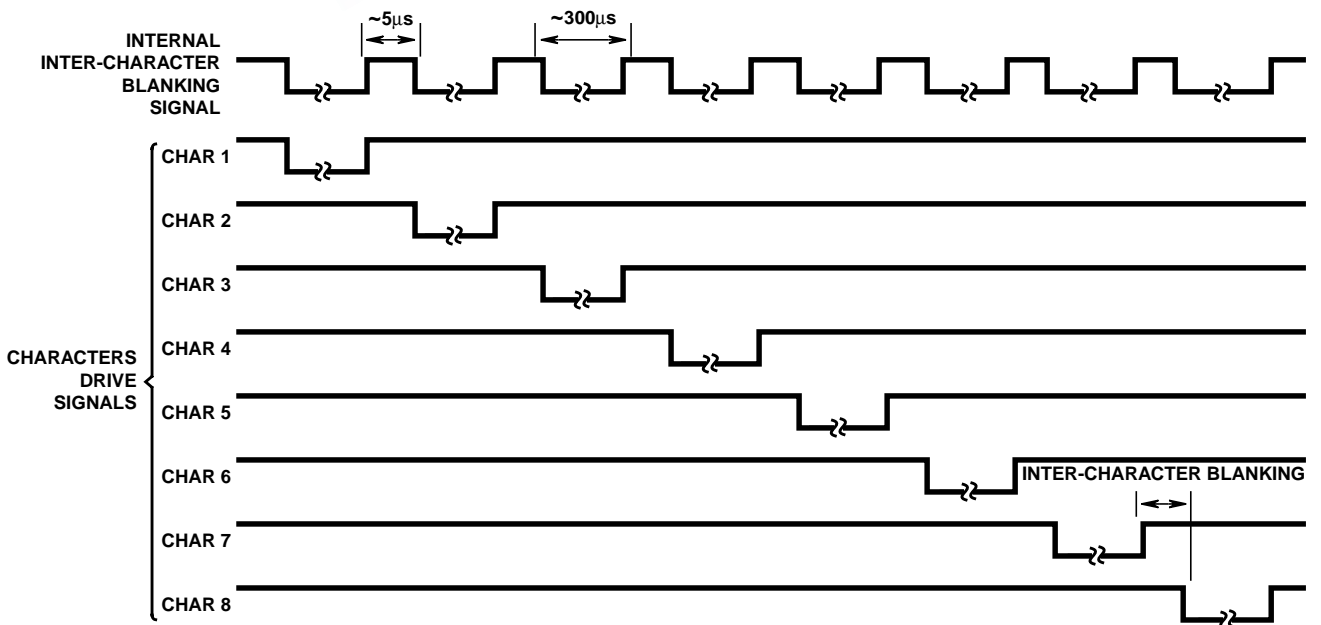 ~5μs
~300μs
INTERNAL
INTER-CHARACTER
BLANKING
SIGNAL
CHAR 1
CHAR 2
CHAR 3
CHAR 4
CHARACTERS
DRIVE
SIGNALS
CHAR 5
CHAR 6
INTER-CHARACTER BLANKING
CHAR 7
CHAR 8